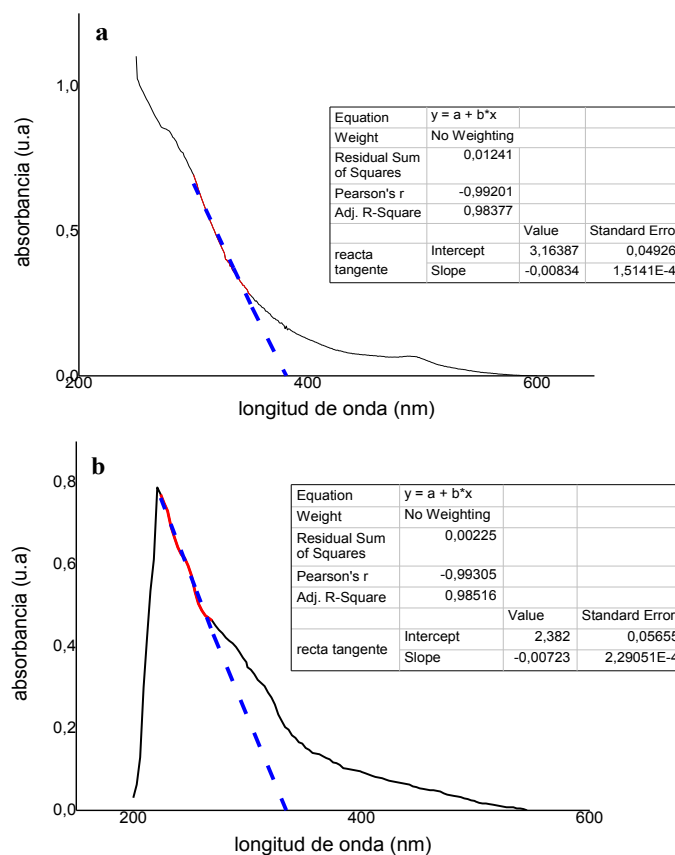 a
1,0
0,5
0,0
200
400
600
absorbancia (u.a)
longitud de onda (nm)
Equation y = a + b*x
Weight No Weighting
Residual Sum of Squares 0,01241
Pearson's r -0,99201
Adj. R-Square 0,98377
Value Standard Erro
reacta tangente Intercept 3,16387 0,04926
Slope -0,00834 1,5141E-4
b
0,8
0,6
0,4
0,2
0,0
200
400
600
absorbancia (u.a)
longitud de onda (nm)
Equation y = a + b*x
Weight No Weighting
Residual Sum of Squares 0,00225
Pearson's r -0,99305
Adj. R-Square 0,98516
Value Standard Error
recta tangente Intercept 2,382 0,05655
Slope -0,00723 2,29051E-4